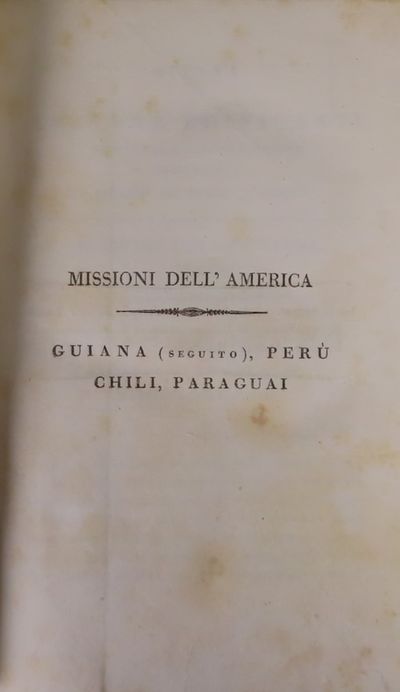 MISSIONI DELL' AMERICA
GUIANA (SEGUITO), PERÙ
CHILI, PARAGUAI